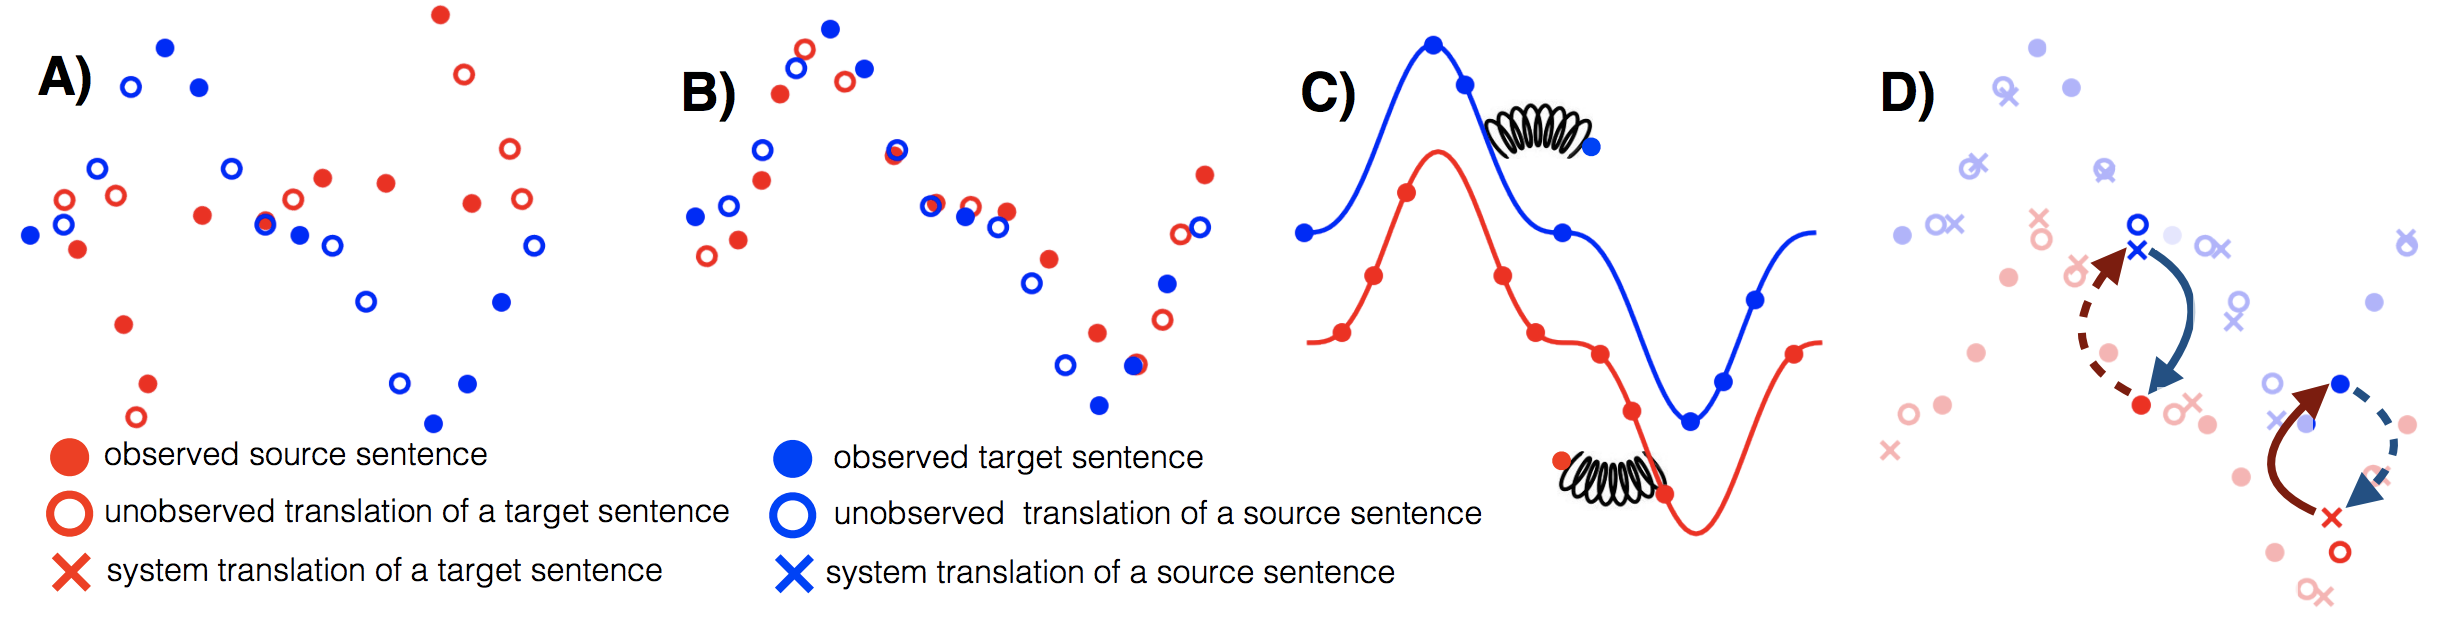 A)
B)
C)
D)
observed source sentence
unobserved translation of a target sentence
system translation of a target sentence
observed target sentence
unobserved translation of a source sentence
system translation of a source sentence